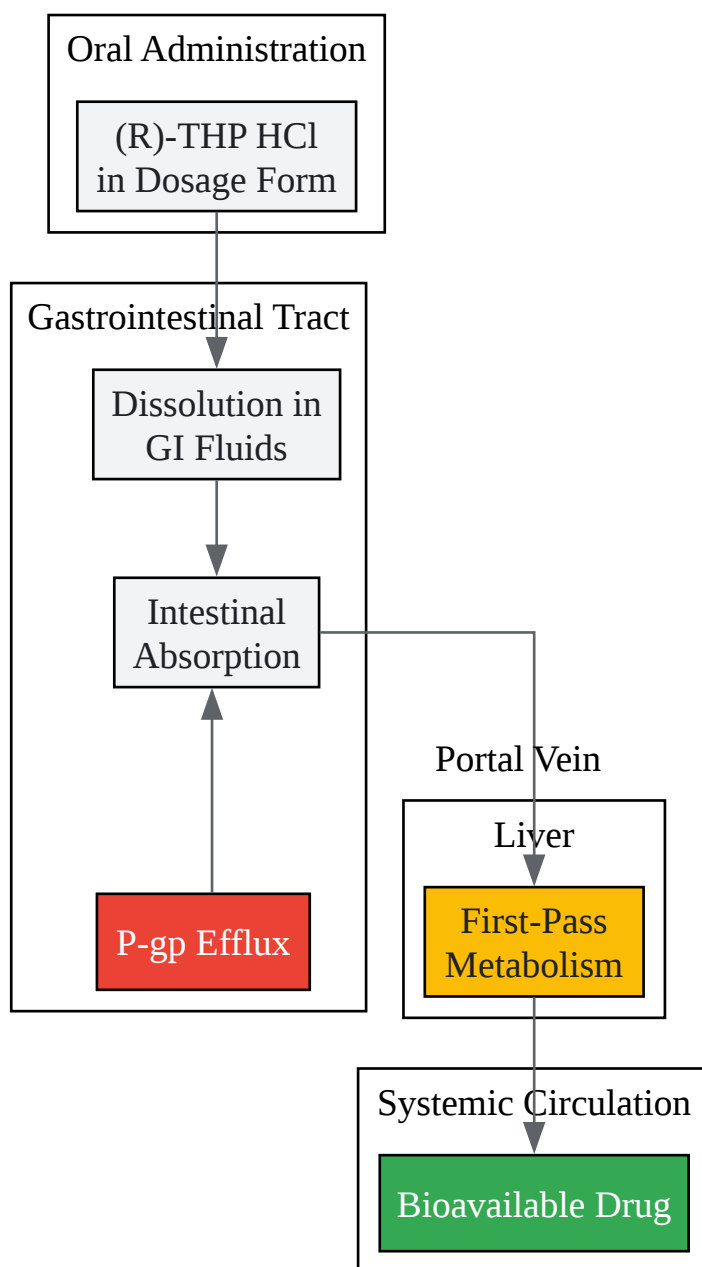 Oral Administration
(R)-THP HCl
in Dosage Form
Gastrointestinal Tract
Dissolution in
GI Fluids
Intestinal
Absorption
Portal Vein
Liver
P-gp Efflux
First-Pass
Metabolism
Systemic Circulation
Bioavailable Drug